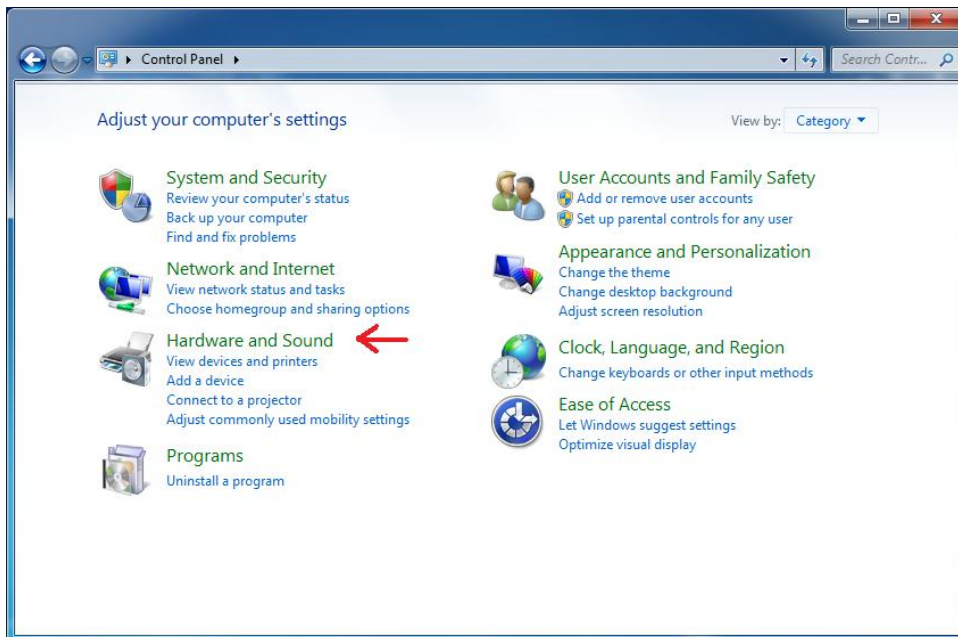 Control Panel
Search Contr...
Adjust your computer's settings
View by: Category
System and Security
Review your computer's status
Back up your computer
Find and fix problems
Network and Internet
View network status and tasks
Choose homegroup and sharing options
Hardware and Sound
View devices and printers
Add a device
Connect to a projector
Adjust commonly used mobility settings
Programs
Uninstall a program
User Accounts and Family Safety
Add or remove user accounts
Set up parental controls for any user
Appearance and Personalization
Change the theme
Change desktop background
Adjust screen resolution
Clock, Language, and Region
Change keyboards or other input methods
Ease of Access
Let Windows suggest settings
Optimize visual display